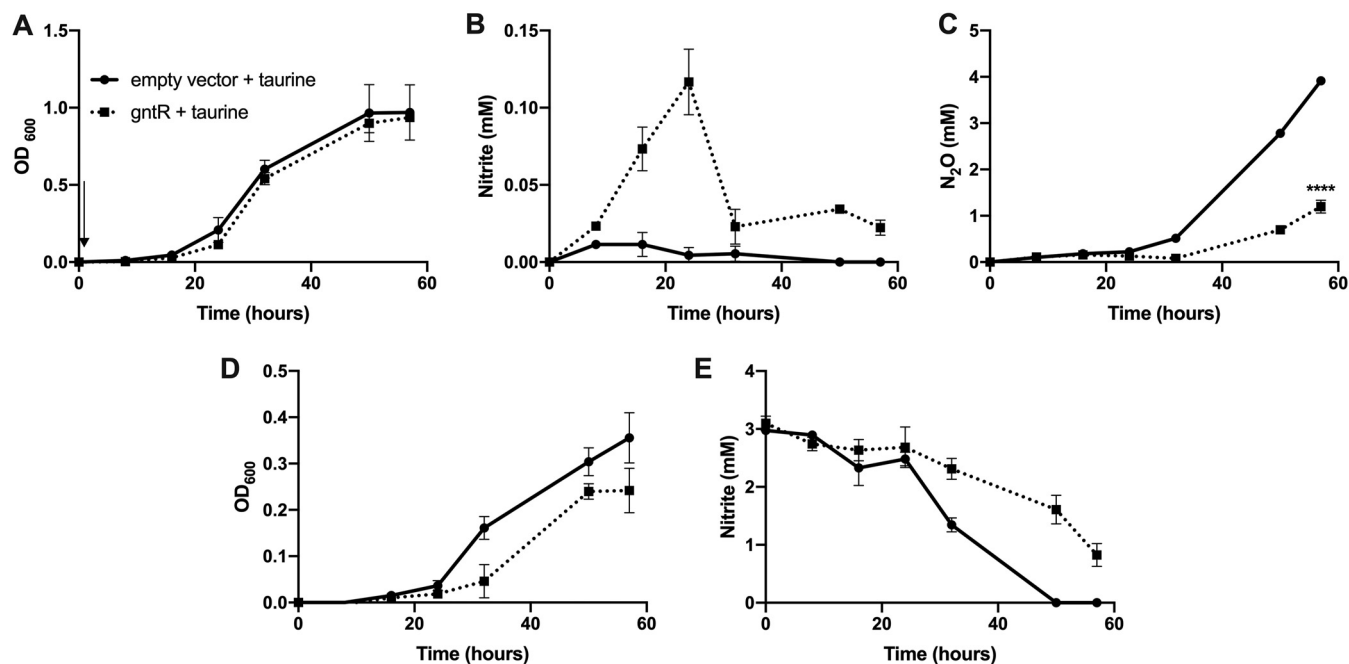 A
1.5
1.0
0.5
0.0
OD600
0
20
40
60
Time (hours)
empty vector + taurine
gntR + taurine
B
0.15
0.10
0.05
0.00
Nitrite (mM)
0
20
40
60
Time (hours)
C
5
4
3
2
1
0
N2O (mM)
0
20
40
60
Time (hours)
****
D
0.5
0.4
0.3
0.2
0.1
0.0
OD600
0
20
40
60
Time (hours)
E
4
3
2
1
0
Nitrite (mM)
0
20
40
60
Time (hours)